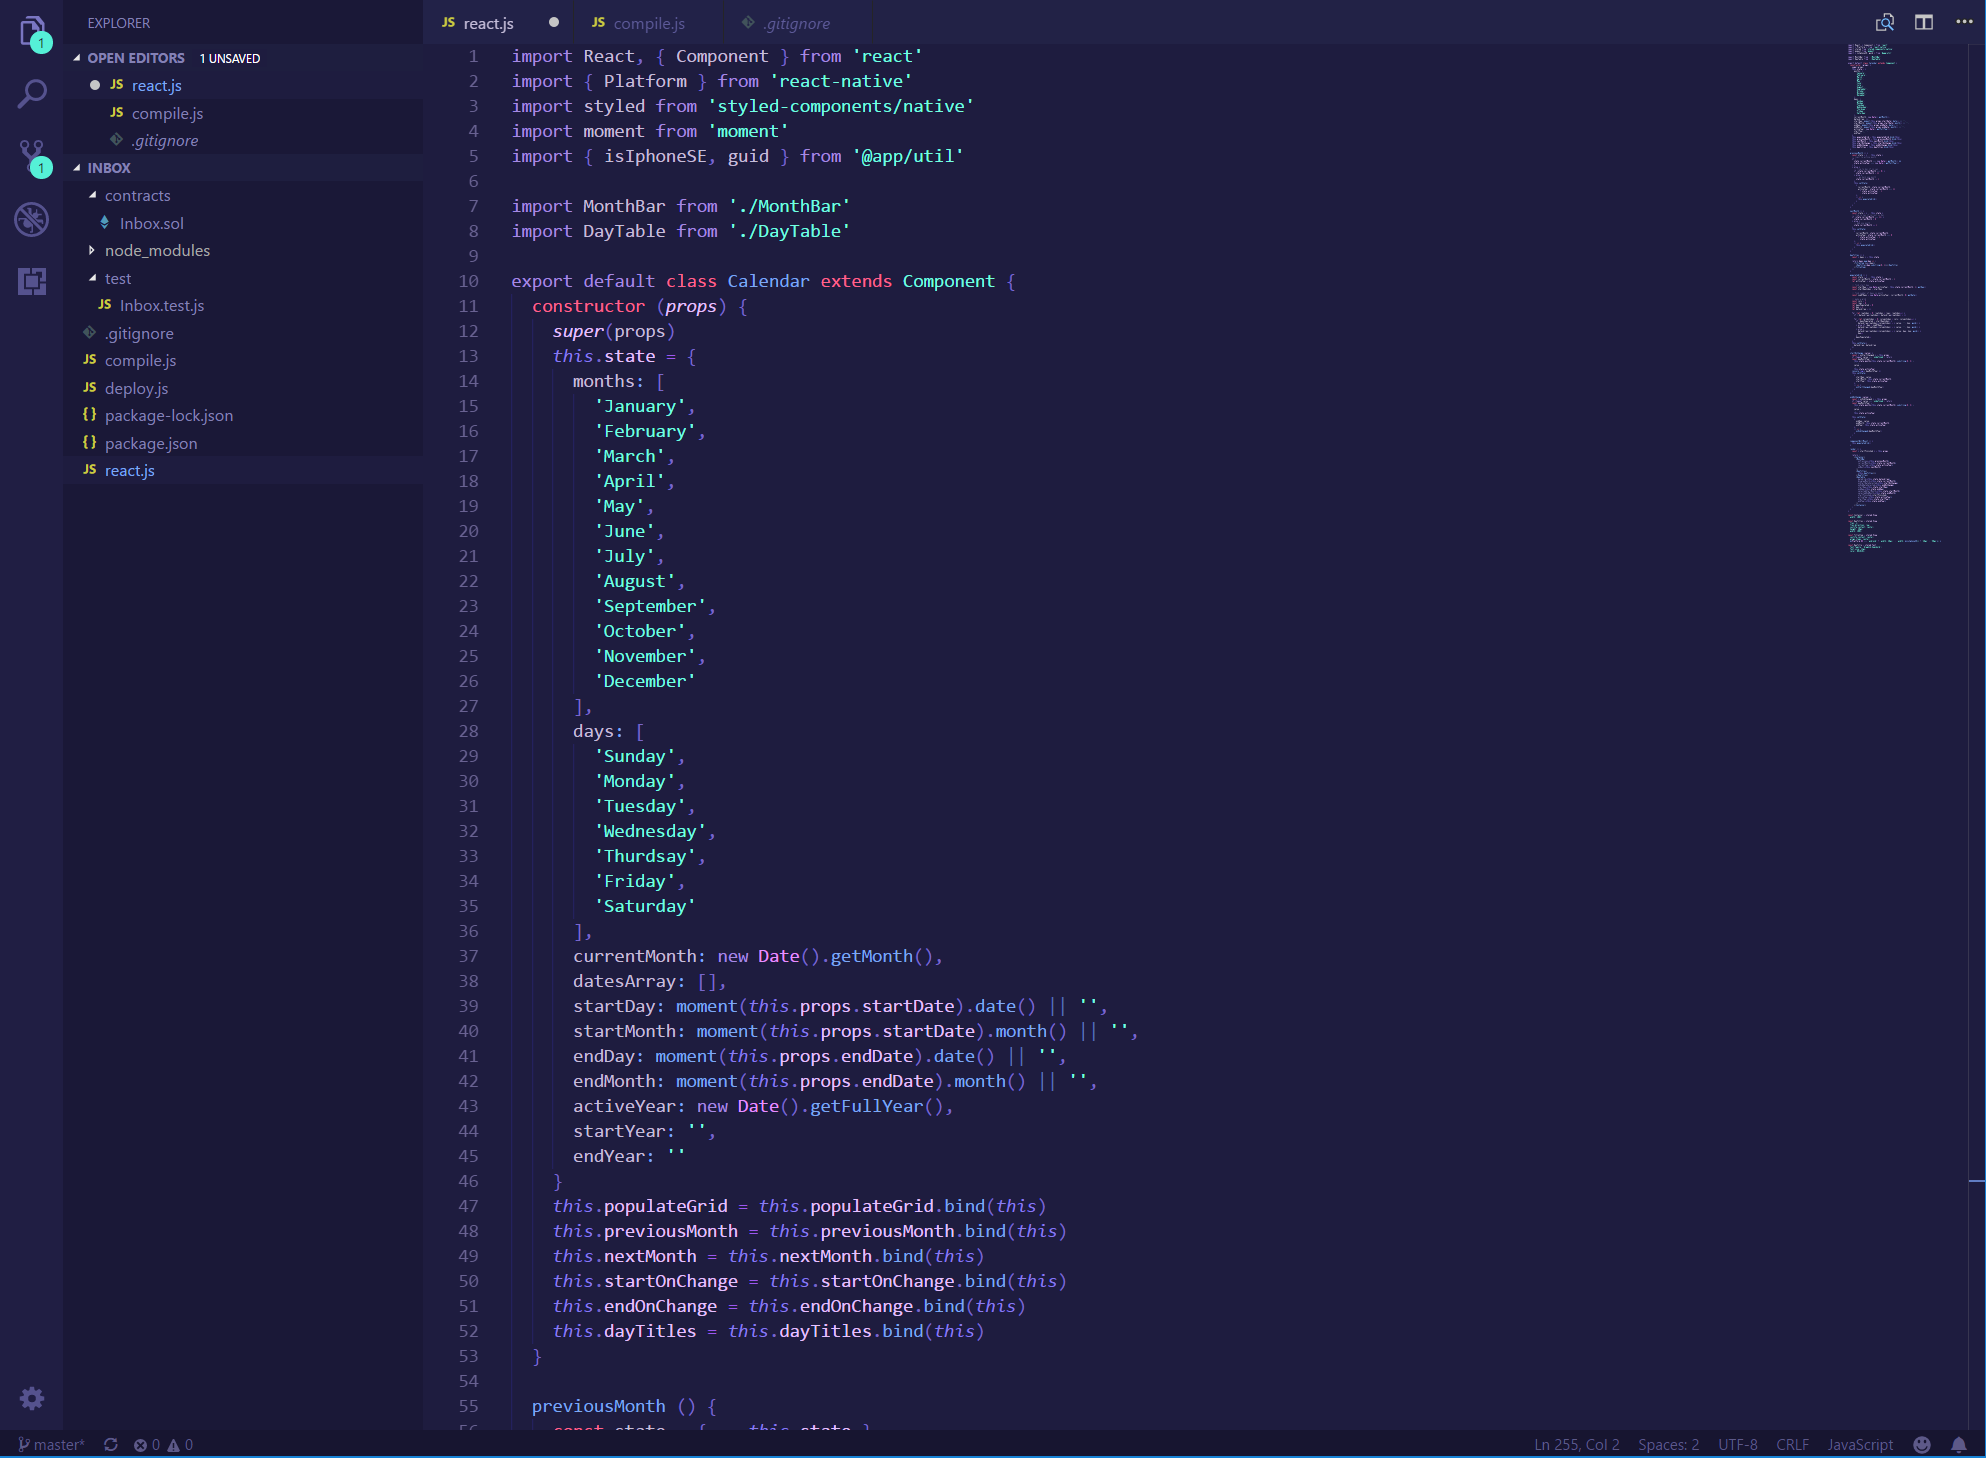 EXPLORER
OPEN EDITORS 1 UNSAVED
JS react.js
JS compile.js
.gitignore
INBOX
contracts
Inbox.sol
node_modules
test
JS Inbox.test.js
.gitignore
JS compile.js
JS deploy.js
{} package-lock.json
{} package.json
JS react.js
1
1
JS react.js JS compile.js .gitignore
1 import React, { Component } from 'react'
2 import { Platform } from 'react-native'
3 import styled from 'styled-components/native'
4 import moment from 'moment'
5 import { isIphoneSE, guid } from '@app/util'
6
7 import MonthBar from './MonthBar'
8 import DayTable from './DayTable'
9
10 export default class Calendar extends Component {
11   constructor (props) {
12     super(props)
13     this.state = {
14       months: [
15         'January',
16         'February',
17         'March',
18         'April',
19         'May',
20         'June',
21         'July',
22         'August',
23         'September',
24         'October',
25         'November',
26         'December'
27       ],
28       days: [
29         'Sunday',
30         'Monday',
31         'Tuesday',
32         'Wednesday',
33         'Thurdsay',
34         'Friday',
35         'Saturday'
36       ],
37       currentMonth: new Date().getMonth(),
38       datesArray: [],
39       startDay: moment(this.props.startDate).date() || '',
40       startMonth: moment(this.props.startDate).month() || '',
41       endDay: moment(this.props.endDate).date() || '',
42       endMonth: moment(this.props.endDate).month() || '',
43       activeYear: new Date().getFullYear(),
44       startYear: '',
45       endYear: ''
46     }
47     this.populateGrid = this.populateGrid.bind(this)
48     this.previousMonth = this.previousMonth.bind(this)
49     this.nextMonth = this.nextMonth.bind(this)
50     this.startOnChange = this.startOnChange.bind(this)
51     this.endOnChange = this.endOnChange.bind(this)
52     this.dayTitles = this.dayTitles.bind(this)
53   }
54
55   previousMonth () {
master* 0 0 Ln 255, Col 2 Spaces: 2 UTF-8 CRLF JavaScript